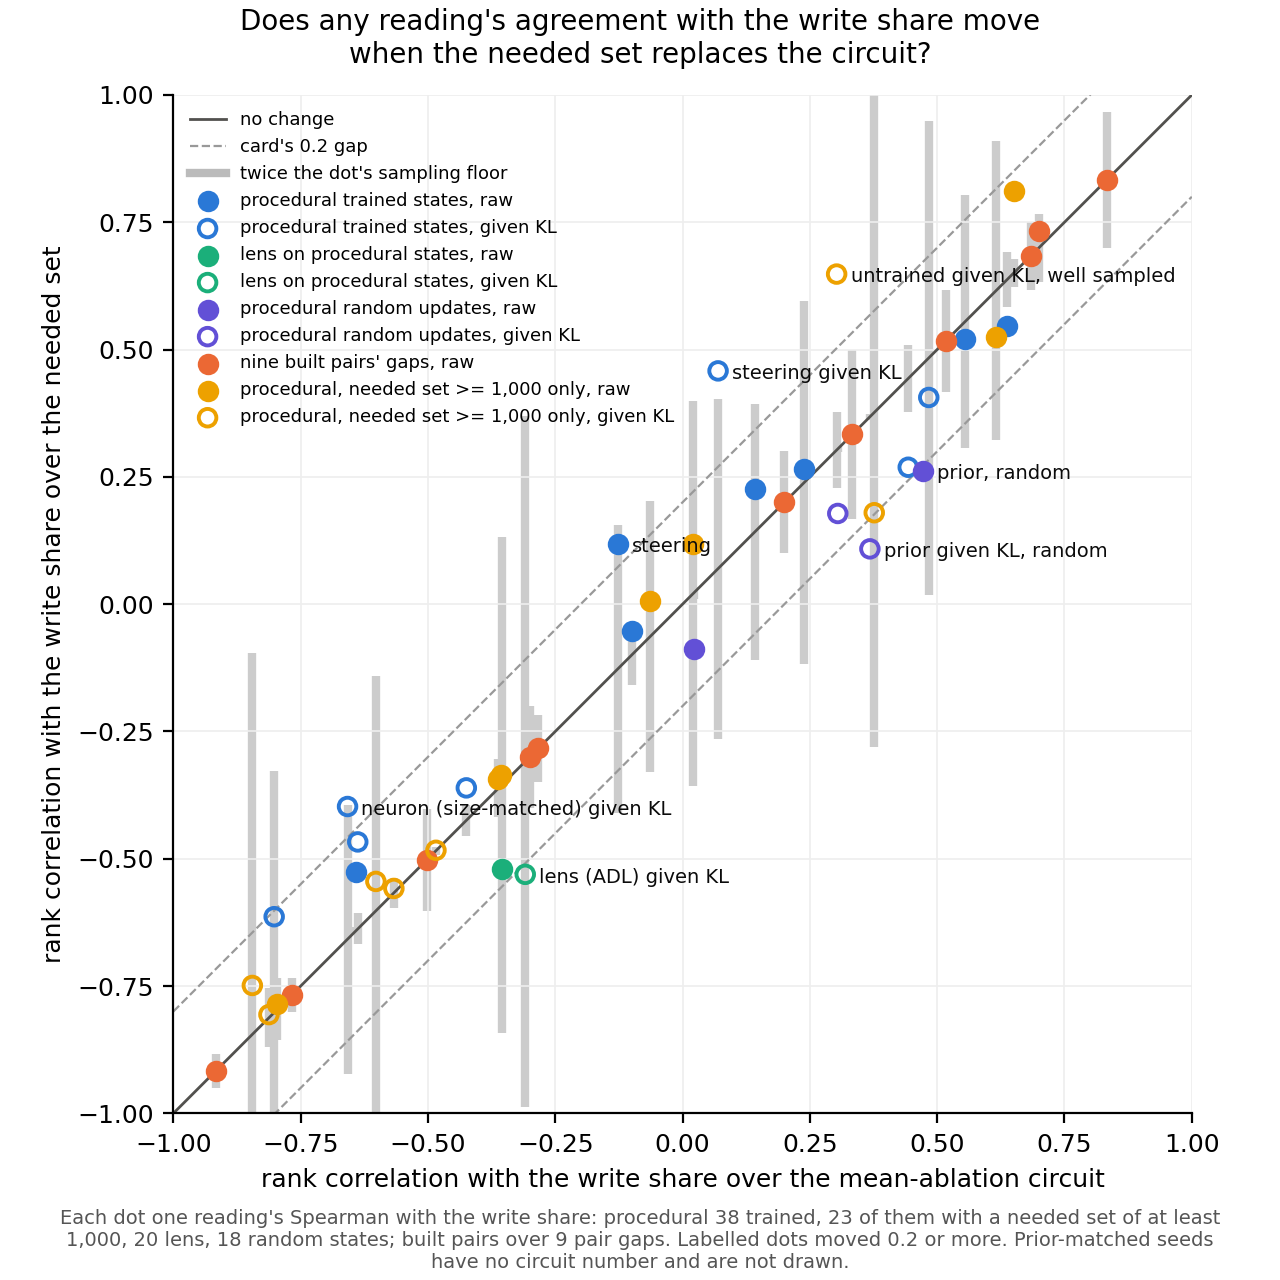 Does any reading's agreement with the write share move
when the needed set replaces the circuit?
no change
card's 0.2 gap
twice the dot's sampling floor
procedural trained states, raw
procedural trained states, given KL
lens on procedural states, raw
lens on procedural states, given KL
procedural random updates, raw
procedural random updates, given KL
nine built pairs' gaps, raw
procedural, needed set >= 1,000 only, raw
procedural, needed set >= 1,000 only, given KL
untrained given KL, well sampled
steering given KL
prior, random
steering
prior given KL, random
neuron (size-matched) given KL
lens (ADL) given KL
1.00
0.75
0.50
0.25
0.00
−0.25
−0.50
−0.75
−1.00
rank correlation with the write share over the needed set
−1.00 −0.75 −0.50 −0.25 0.00 0.25 0.50 0.75 1.00
rank correlation with the write share over the mean-ablation circuit
Each dot one reading's Spearman with the write share: procedural 38 trained, 23 of them with a needed set of at least
1,000, 20 lens, 18 random states; built pairs over 9 pair gaps. Labelled dots moved 0.2 or more. Prior-matched seeds
have no circuit number and are not drawn.